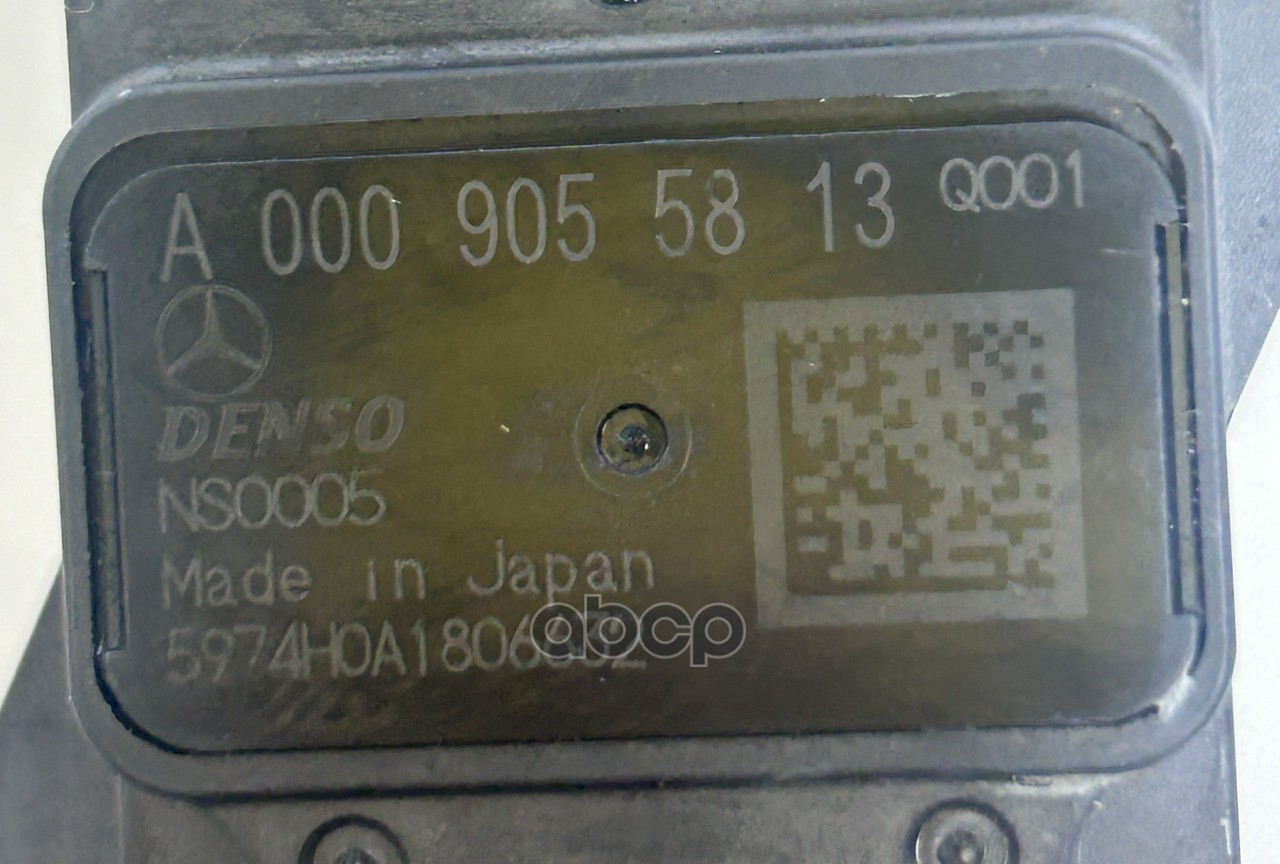 A 000 905 58 13 Q001
DENSO
NS0005
Made in Japan
abcp